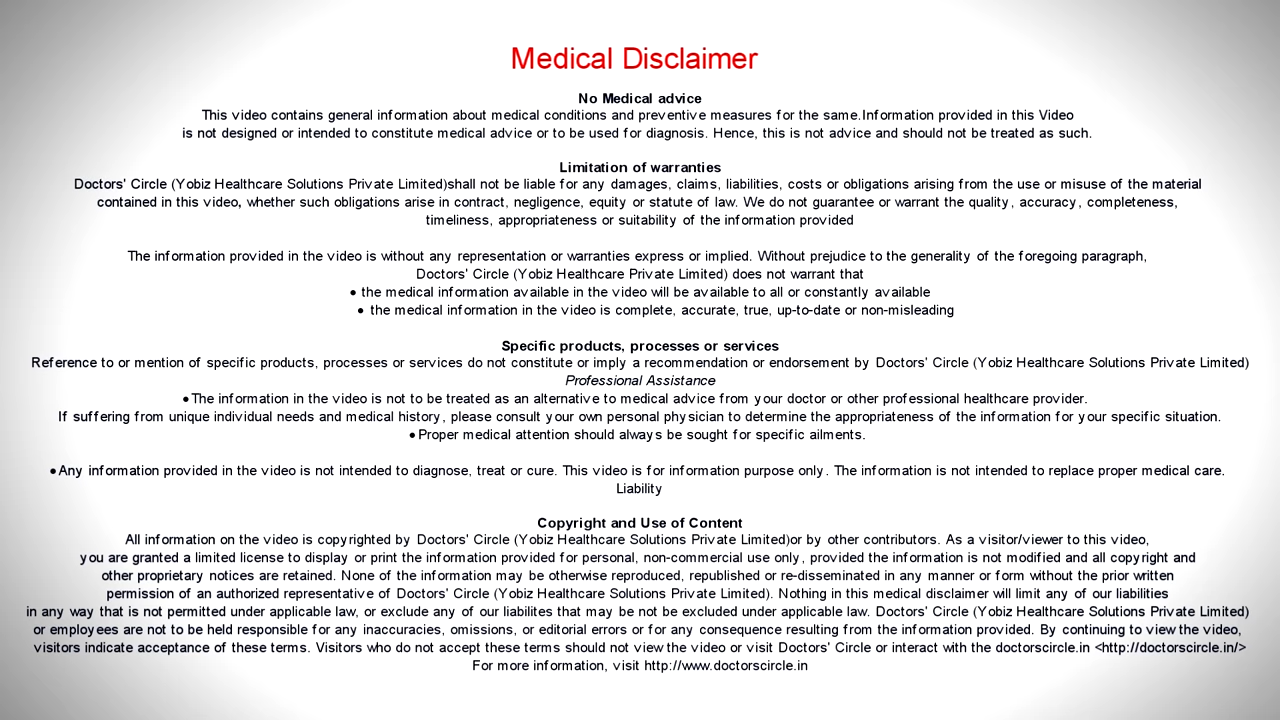 Medical Disclaimer
No Medical advice
This video contains general information about medical conditions and preventive measures for the same.Information provided in this Video
is not designed or intended to constitute medical advice or to be used for diagnosis. Hence, this is not advice and should not be treated as such.
Limitation of warranties
Doctors' Circle (Yobiz Healthcare Solutions Private Limited)shall not be liable for any damages, claims, liabilities, costs or obligations arising from the use or misuse of the material
contained in this video, whether such obligations arise in contract, negligence, equity or statute of law. We do not guarantee or warrant the quality, accuracy, completeness,
timeliness, appropriateness or suitability of the information provided
The information provided in the video is without any representation or warranties express or implied. Without prejudice to the generality of the foregoing paragraph,
Doctors' Circle (Yobiz Healthcare Private Limited) does not warrant that
• the medical information available in the video will be available to all or constantly available
• the medical information in the video is complete, accurate, true, up-to-date or non-misleading
Specific products, processes or services
Reference to or mention of specific products, processes or services do not constitute or imply a recommendation or endorsement by Doctors' Circle (Yobiz Healthcare Solutions Private Limited)
Professional Assistance
•The information in the video is not to be treated as an alternative to medical advice from your doctor or other professional healthcare provider.
If suffering from unique individual needs and medical history, please consult your own personal physician to determine the appropriateness of the information for your specific situation.
•Proper medical attention should always be sought for specific ailments.
•Any information provided in the video is not intended to diagnose, treat or cure. This video is for information purpose only. The information is not intended to replace proper medical care.
Liability
Copyright and Use of Content
All information on the video is copyrighted by Doctors' Circle (Yobiz Healthcare Solutions Private Limited)or by other contributors. As a visitor/viewer to this video,
you are granted a limited license to display or print the information provided for personal, non-commercial use only, provided the information is not modified and all copyright and
other proprietary notices are retained. None of the information may be otherwise reproduced, republished or re-disseminated in any manner or form without the prior written
permission of an authorized representative of Doctors' Circle (Yobiz Healthcare Solutions Private Limited). Nothing in this medical disclaimer will limit any of our liabilities
in any way that is not permitted under applicable law, or exclude any of our liabilites that may be not be excluded under applicable law. Doctors' Circle (Yobiz Healthcare Solutions Private Limited)
or employees are not to be held responsible for any inaccuracies, omissions, or editorial errors or for any consequence resulting from the information provided. By continuing to view the video,
visitors indicate acceptance of these terms. Visitors who do not accept these terms should not view the video or visit Doctors' Circle or interact with the doctorscircle.in <http://doctorscircle.in/>
For more information, visit http://www.doctorscircle.in